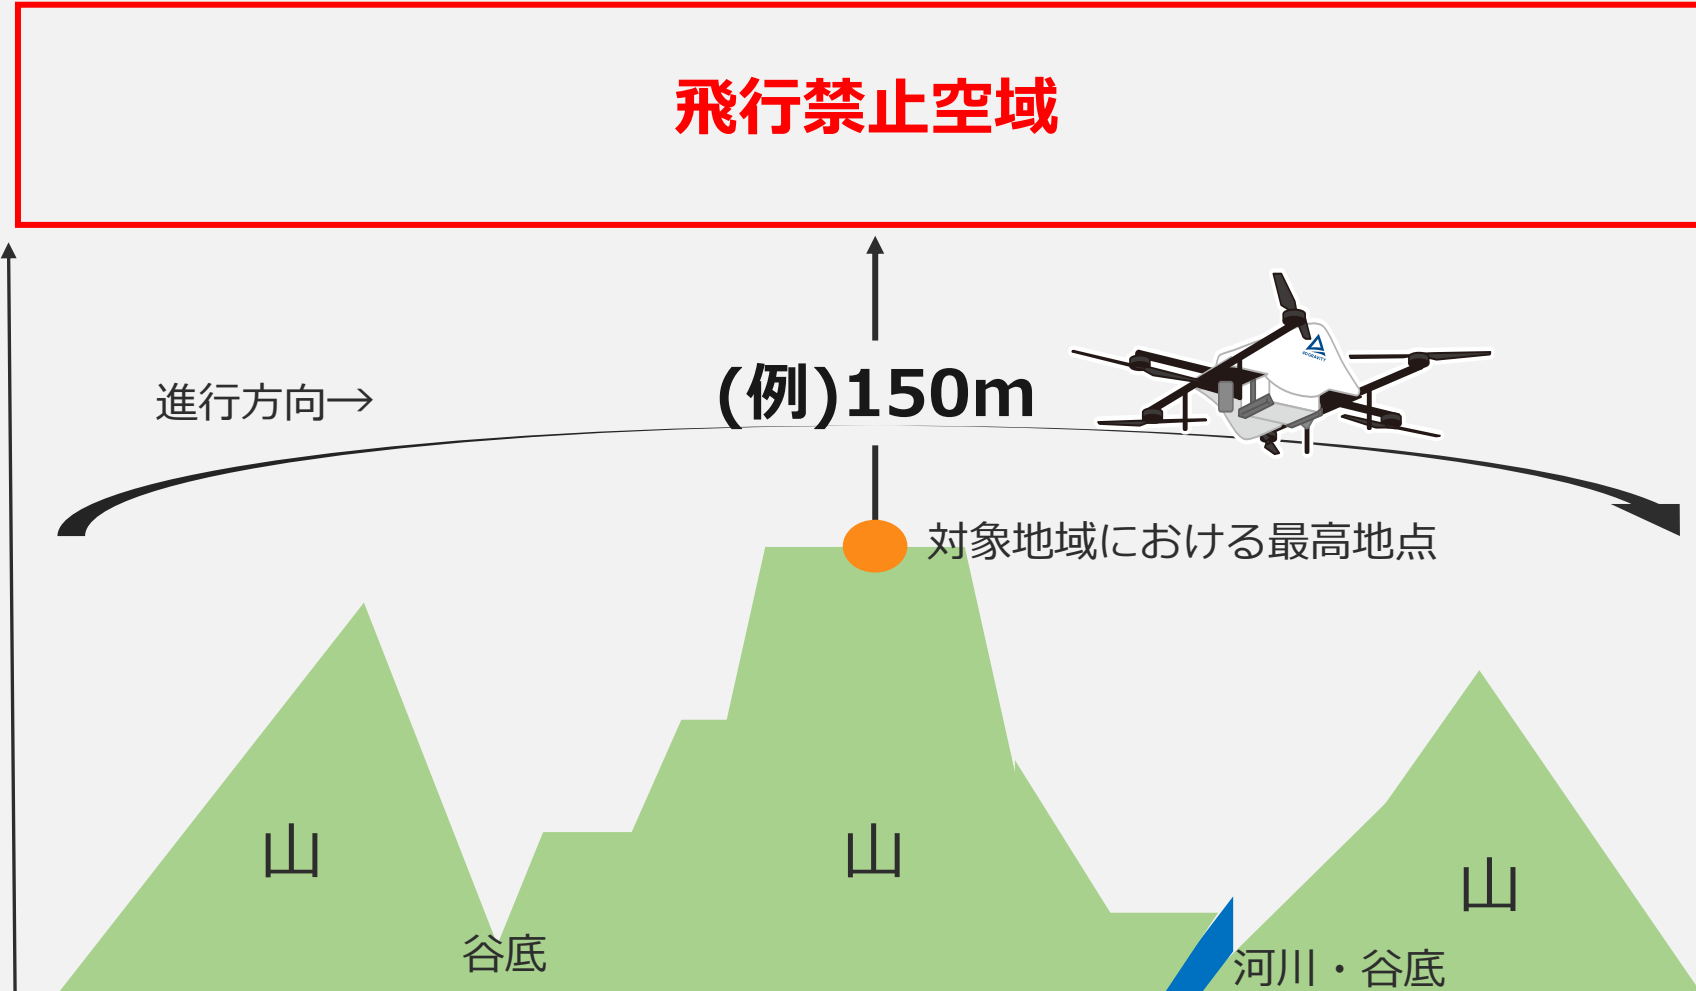 飛行禁止空域
(例)150m
進行方向→
対象地域における最高地点
山
山
山
谷底
河川・谷底